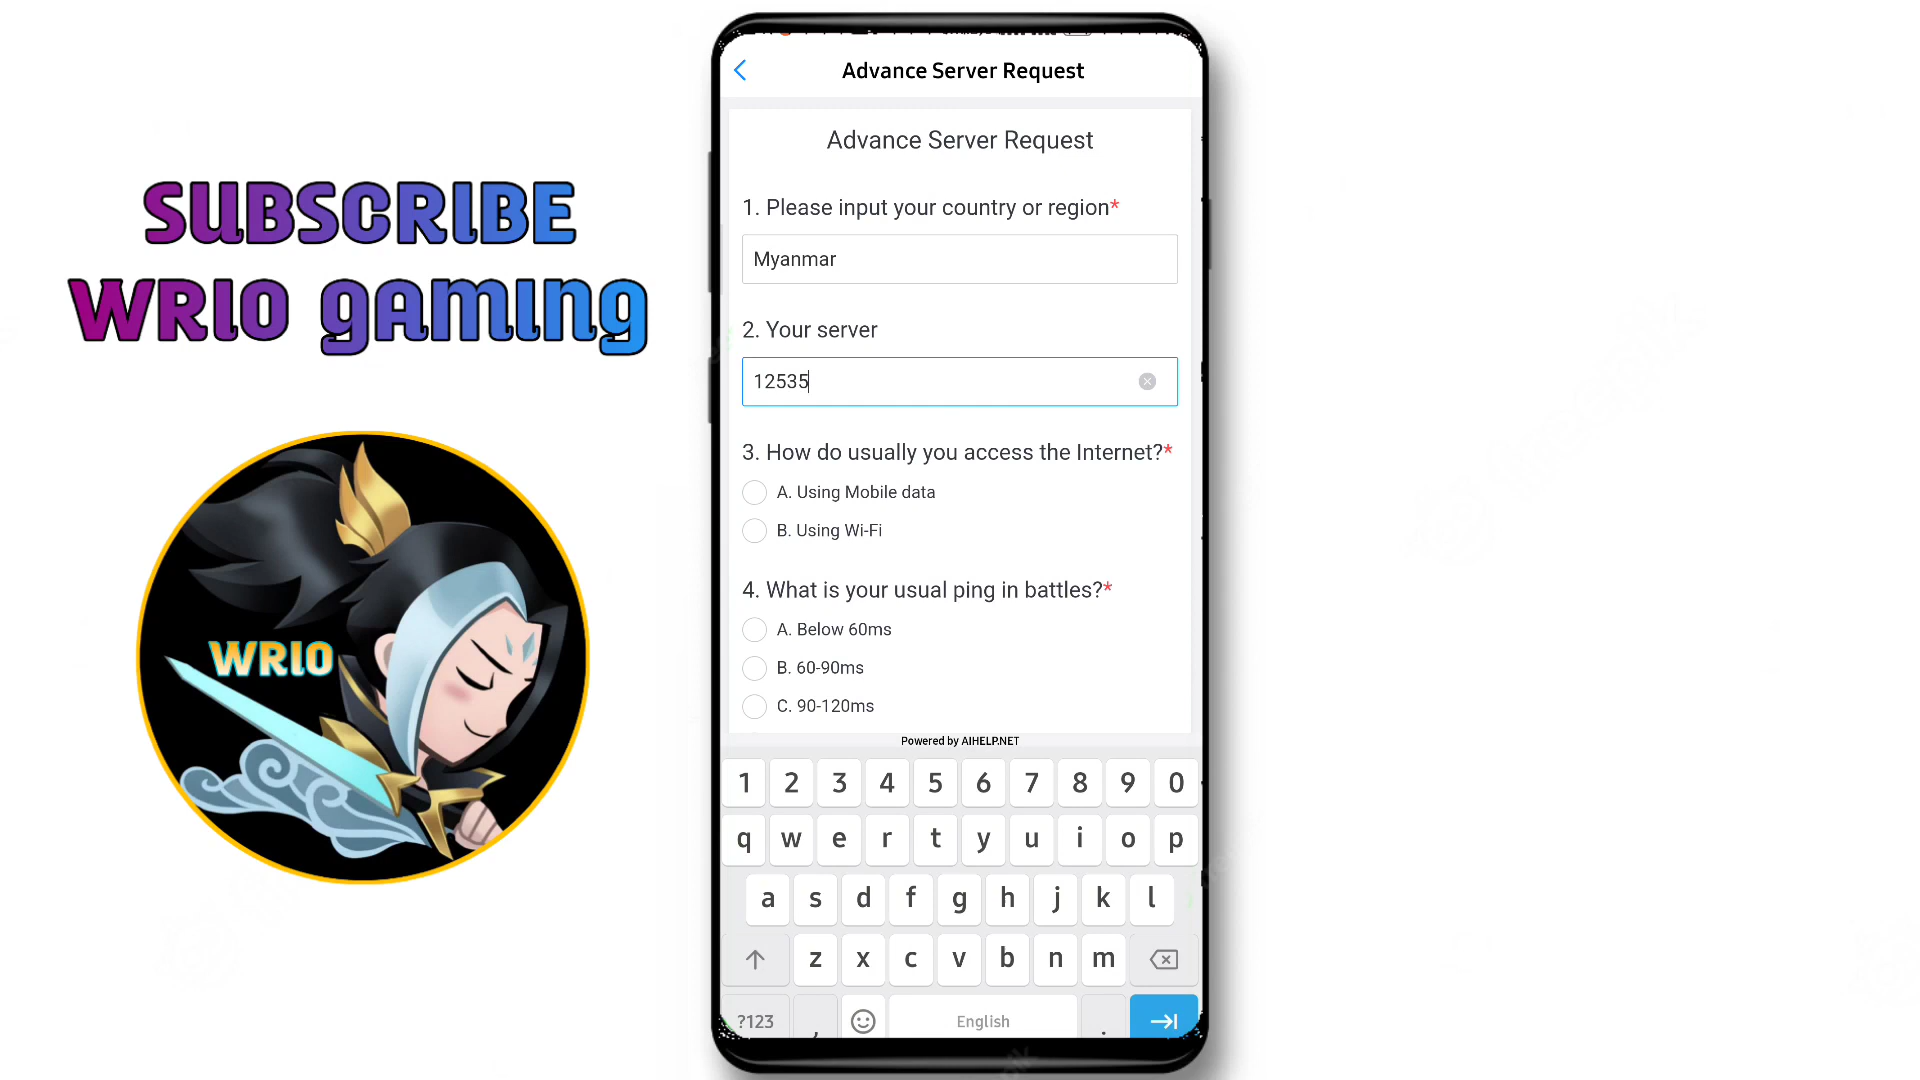 SUBSCRIBE
WRIO gAMING
WRIO
Advance Server Request
Advance Server Request
1. Please input your country or region*
Myanmar
2. Your server
12535
3. How do usually you access the Internet?*
A. Using Mobile data
B. Using Wi-Fi
4. What is your usual ping in battles?*
A. Below 60ms
B. 60-90ms
C. 90-120ms
Powered by AIHELP.NET
1 2 3 4 5 6 7 8 9 0
q w e r t y u i o p
a s d f g h j k l
z x c v b n m
?123 , English .